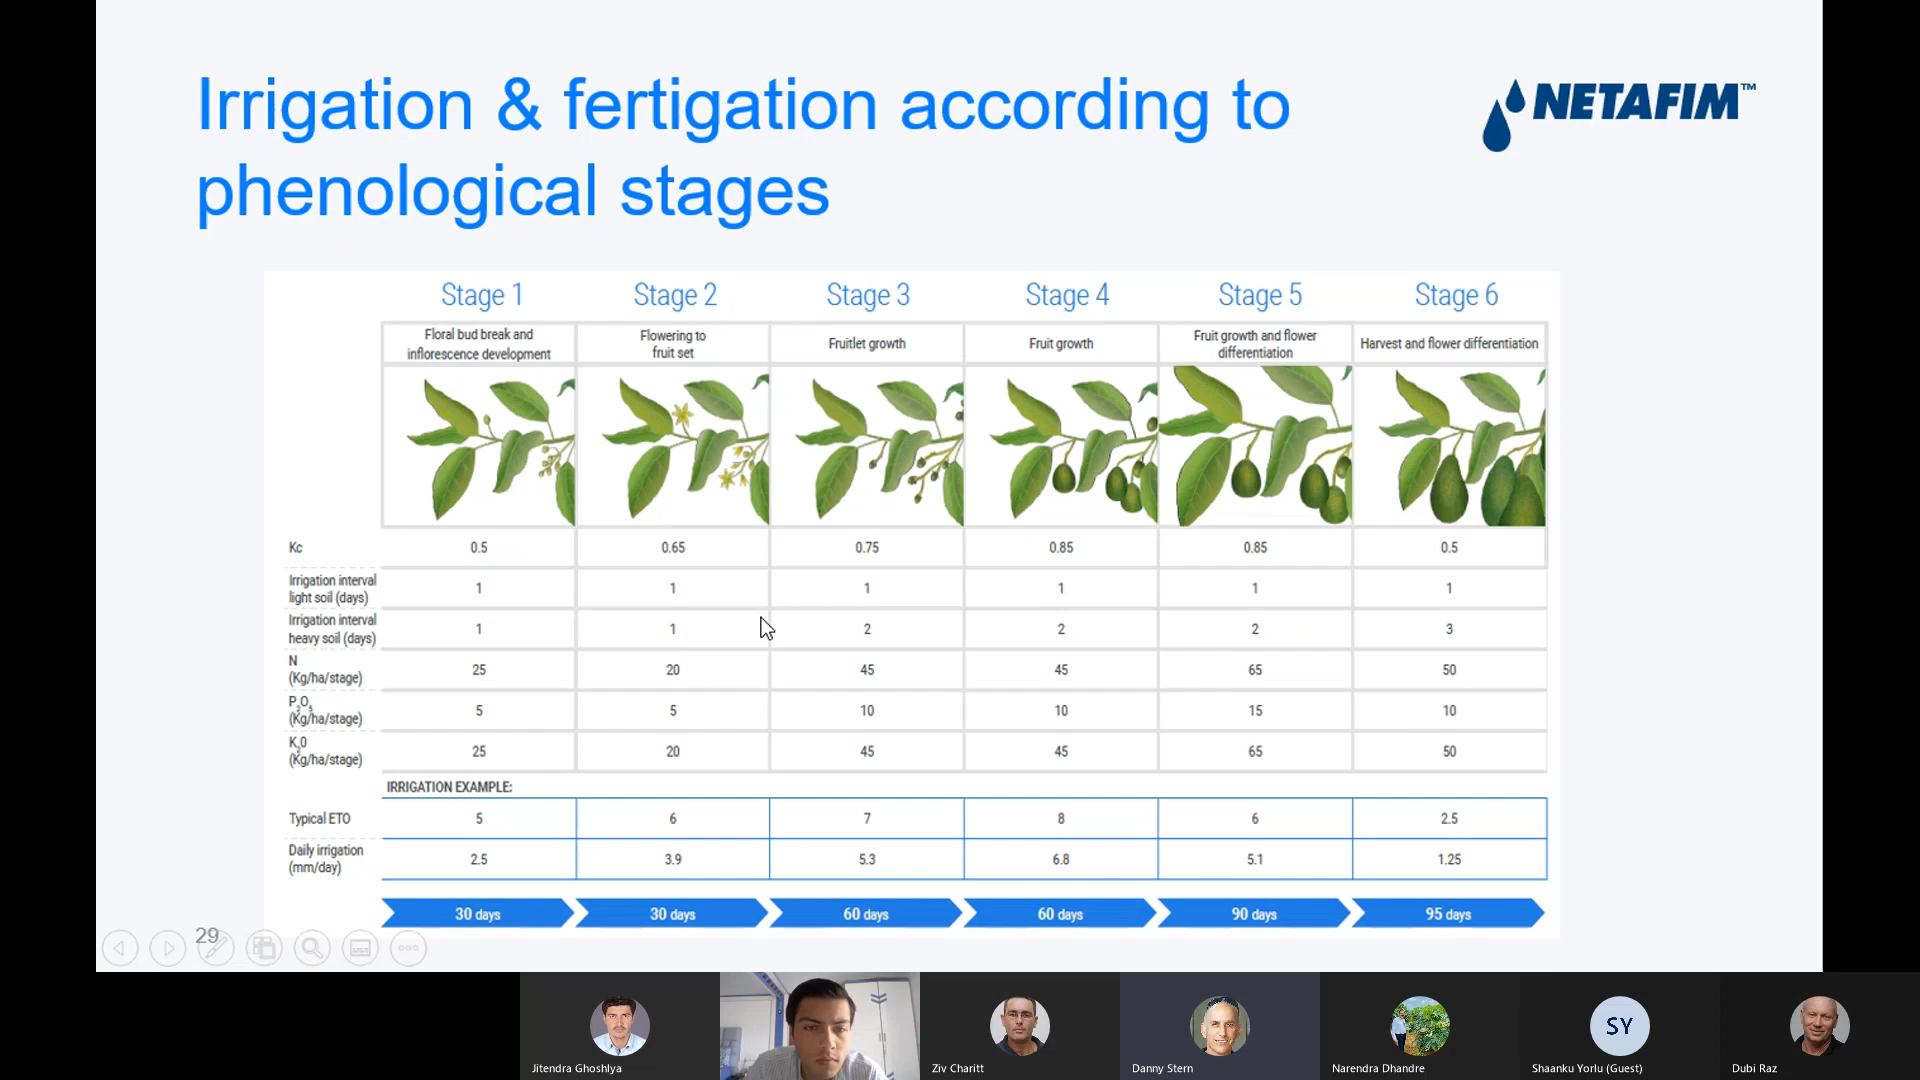 Irrigation & fertigation according to
phenological stages
NETAFIM™
Stage 1 Stage 2 Stage 3 Stage 4 Stage 5 Stage 6
Floral bud break and
inflorescence development
Flowering to
fruit set
Fruitlet growth
Fruit growth
Fruit growth and flower
differentiation
Harvest and flower differentiation
Kc 0.5 0.65 0.75 0.85 0.85 0.5
Irrigation interval
light soil (days) 1 1 1 1 1 1
Irrigation interval
heavy soil (days) 1 1 2 2 2 3
N
(Kg/ha/stage) 25 20 45 45 65 50
P₂O₅
(Kg/ha/stage) 5 5 10 10 15 10
K₂0
(Kg/ha/stage) 25 20 45 45 65 50
IRRIGATION EXAMPLE:
Typical ETO 5 6 7 8 6 2.5
Daily irrigation
(mm/day) 2.5 3.9 5.3 6.8 5.1 1.25
30 days 30 days 60 days 60 days 90 days 95 days
29
SY
Jitendra Ghoshlya
Ziv Charitt
Danny Stern
Narendra Dhandre
Shaanku Yorlu (Guest)
Dubi Raz